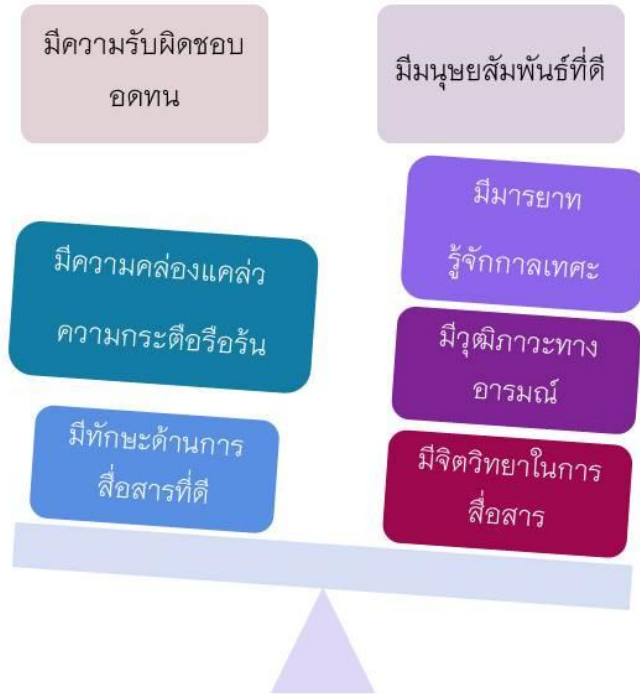 มีความรับผิดชอบ
อดทน
มีมนุษยสัมพันธ์ที่ดี
มีความคล่องแคล่ว
ความกระตือรือร้น
มีทักษะด้านการ
สื่อสารที่ดี
มีมารยาท
รู้จักกาลเทศะ
มีวุฒิภาวะทาง
อารมณ์
มีจิตวิทยาในการ
สื่อสาร